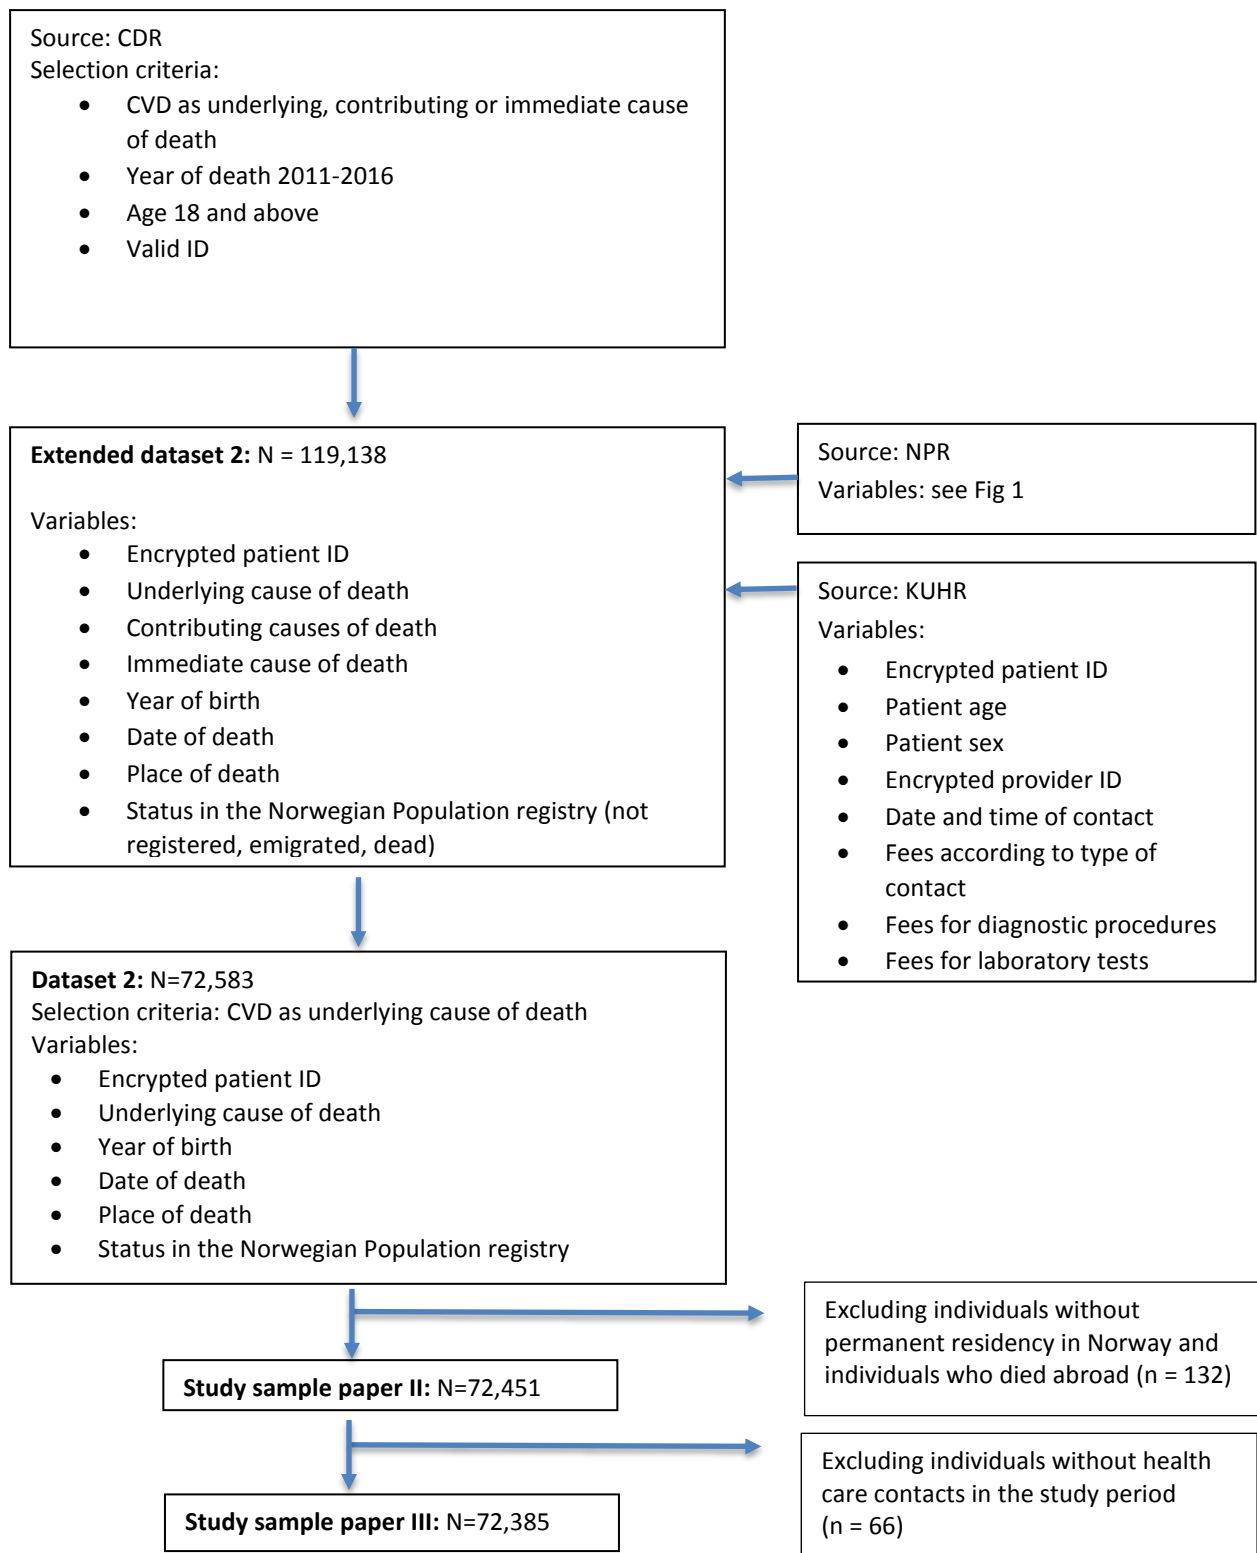 Source: CDR
Selection criteria:
• CVD as underlying, contributing or immediate cause
of death
• Year of death 2011-2016
• Age 18 and above
• Valid ID
Extended dataset 2: N = 119,138
Variables:
• Encrypted patient ID
• Underlying cause of death
• Contributing causes of death
• Immediate cause of death
• Year of birth
• Date of death
• Place of death
• Status in the Norwegian Population registry (not
registered, emigrated, dead)
Source: NPR
Variables: see Fig 1
Source: KUHR
Variables:
• Encrypted patient ID
• Patient age
• Patient sex
• Encrypted provider ID
• Date and time of contact
• Fees according to type of
contact
• Fees for diagnostic procedures
• Fees for laboratory tests
Dataset 2: N=72,583
Selection criteria: CVD as underlying cause of death
Variables:
• Encrypted patient ID
• Underlying cause of death
• Year of birth
• Date of death
• Place of death
• Status in the Norwegian Population registry
Excluding individuals without
permanent residency in Norway and
individuals who died abroad (n = 132)
Study sample paper II: N=72,451
Excluding individuals without health
care contacts in the study period
(n = 66)
Study sample paper III: N=72,385